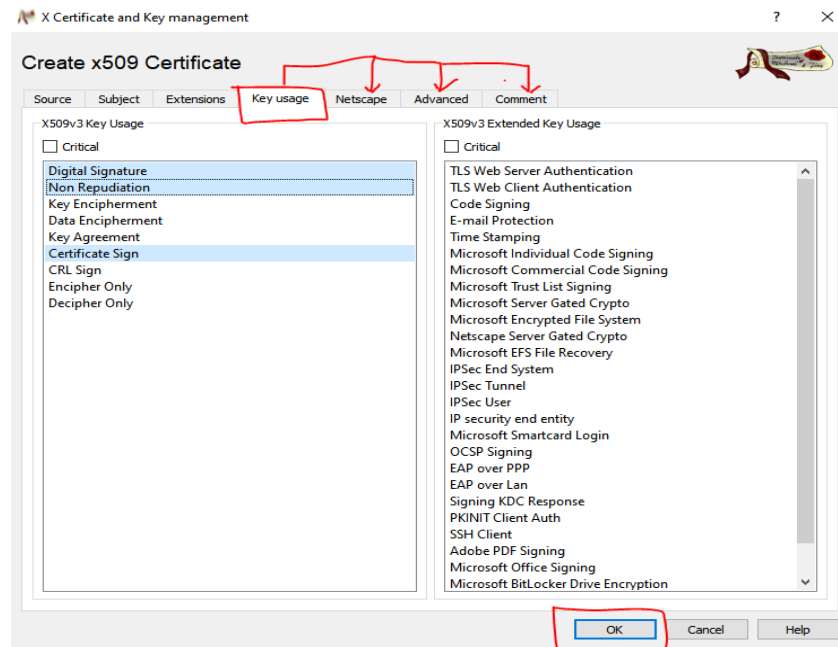 X Certificate and Key management
Create x509 Certificate
Source Subject Extensions Key usage Netscape Advanced Comment
X509v3 Key Usage
Critical
Digital Signature
Non Repudiation
Key Encipherment
Data Encipherment
Key Agreement
Certificate Sign
CRL Sign
Encipher Only
Decipher Only
X509v3 Extended Key Usage
Critical
TLS Web Server Authentication
TLS Web Client Authentication
Code Signing
E-mail Protection
Time Stamping
Microsoft Individual Code Signing
Microsoft Commercial Code Signing
Microsoft Trust List Signing
Microsoft Server Gated Crypto
Microsoft Encrypted File System
Netscape Server Gated Crypto
Microsoft EFS File Recovery
IPSec End System
IPSec Tunnel
IPSec User
IP security end entity
Microsoft Smartcard Login
OCSP Signing
EAP over PPP
EAP over Lan
Signing KDC Response
PKINIT Client Auth
SSH Client
Adobe PDF Signing
Microsoft Office Signing
Microsoft BitLocker Drive Encryption
OK Cancel Help